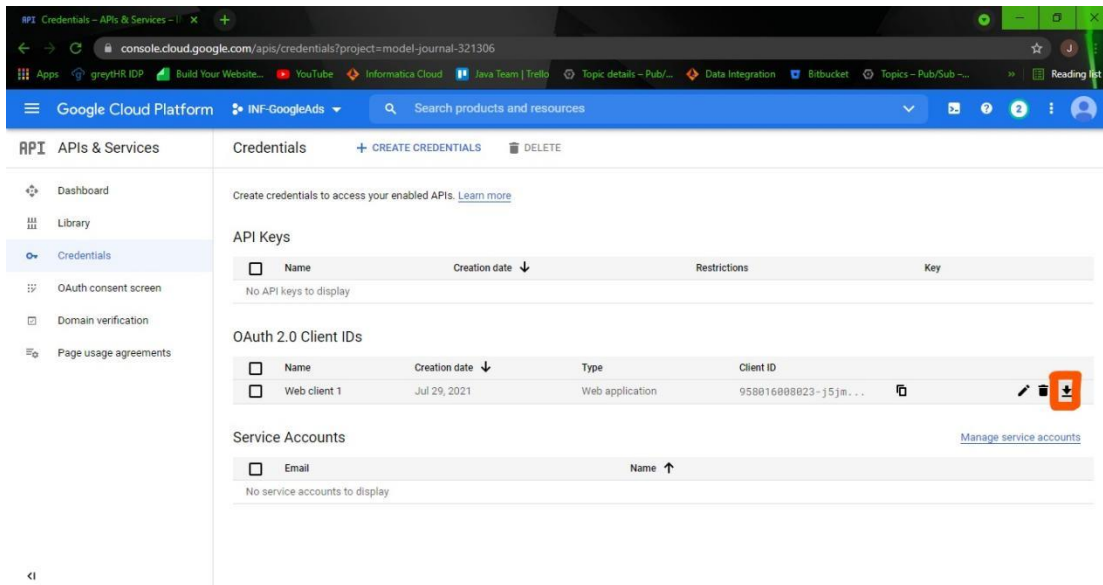 API Credentials – APIs & Services – I
console.cloud.google.com/apis/credentials?project=model-journal-321306
J
Apps greytHR IDP Build Your Website... YouTube Informatica Cloud Java Team | Trello Topic details – Pub/... Data Integration Bitbucket Topics – Pub/Sub –... » Reading list
Google Cloud Platform INF-GoogleAds Search products and resources 2
API APIs & Services Credentials + CREATE CREDENTIALS DELETE
Dashboard
Library
Credentials
OAuth consent screen
Domain verification
Page usage agreements
Create credentials to access your enabled APIs. Learn more
API Keys
Name Creation date Restrictions Key
No API keys to display
OAuth 2.0 Client IDs
Name Creation date Type Client ID
Web client 1 Jul 29, 2021 Web application 958016008023-j5jm...
Service Accounts Manage service accounts
Email Name
No service accounts to display